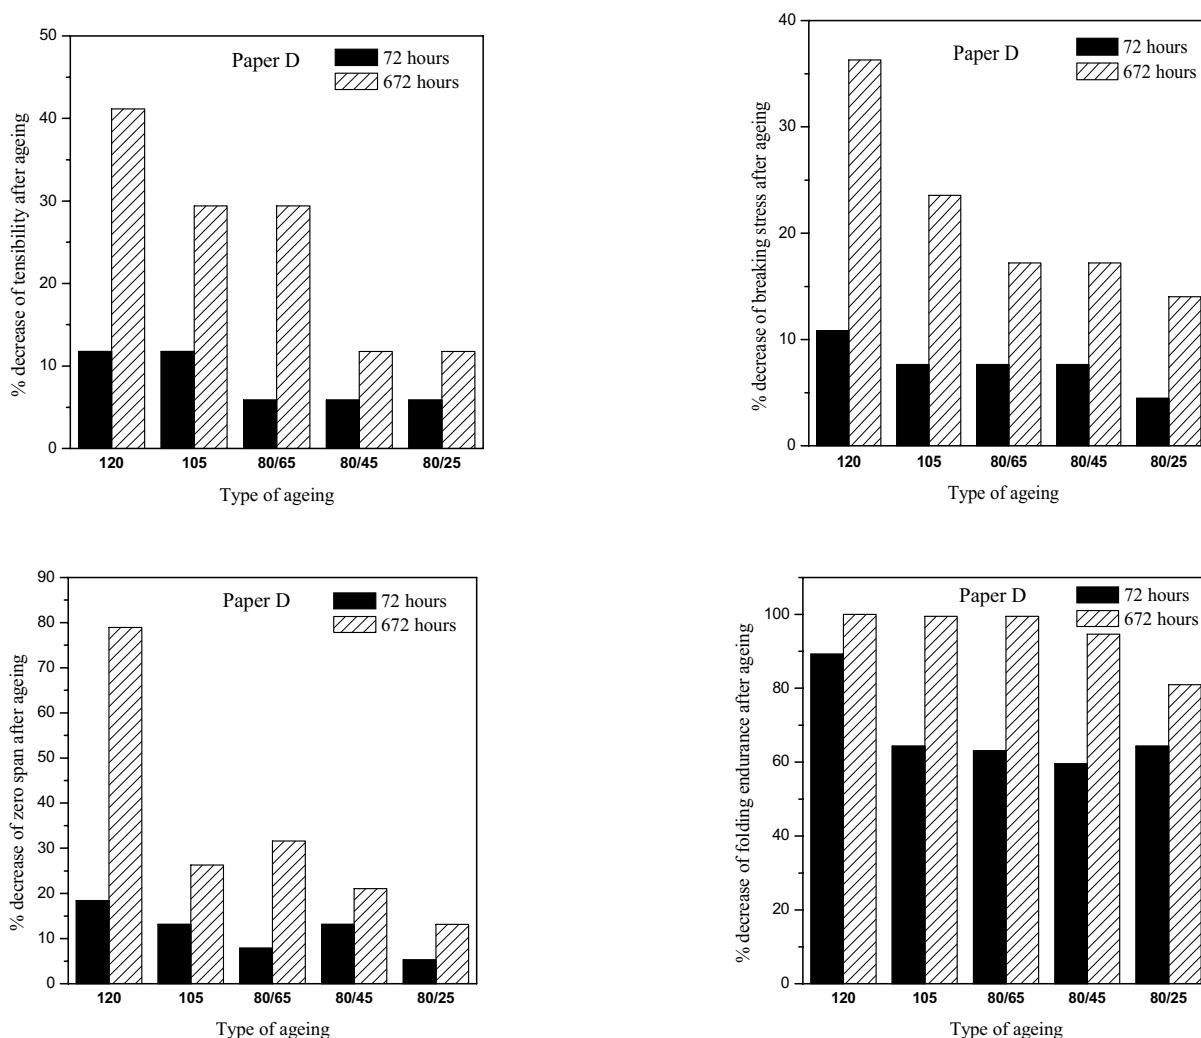 50
40
30
20
10
0
% decrease of tensibility after ageing
Paper D
72 hours
672 hours
120 105 80/65 80/45 80/25
Type of ageing
40
30
20
10
0
% decrease of breaking stress after ageing
Paper D
72 hours
672 hours
120 105 80/65 80/45 80/25
Type of ageing
90
80
70
60
50
40
30
20
10
0
% decrease of zero span after ageing
Paper D
72 hours
672 hours
120 105 80/65 80/45 80/25
Type of ageing
100
80
60
40
20
0
% decrease of folding endurance after ageing
Paper D
72 hours
672 hours
120 105 80/65 80/45 80/25
Type of ageing